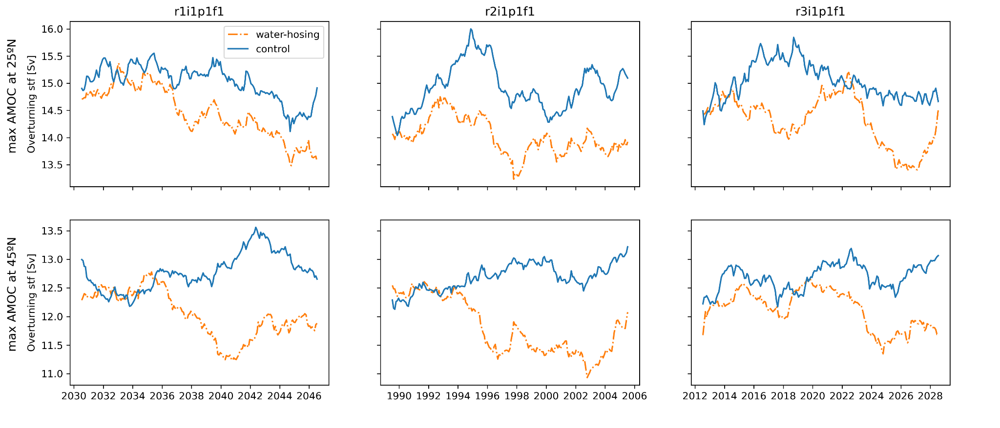 r1i1p1f1 r2i1p1f1 r3i1p1f1
max AMOC at 25ºN
Overturning stf [Sv]
16.0
15.5
15.0
14.5
14.0
13.5
water-hosing
control
max AMOC at 45ºN
Overturning stf [Sv]
13.5
13.0
12.5
12.0
11.5
11.0
2030 2032 2034 2036 2038 2040 2042 2044 2046
1990 1992 1994 1996 1998 2000 2002 2004 2006
2012 2014 2016 2018 2020 2022 2024 2026 2028